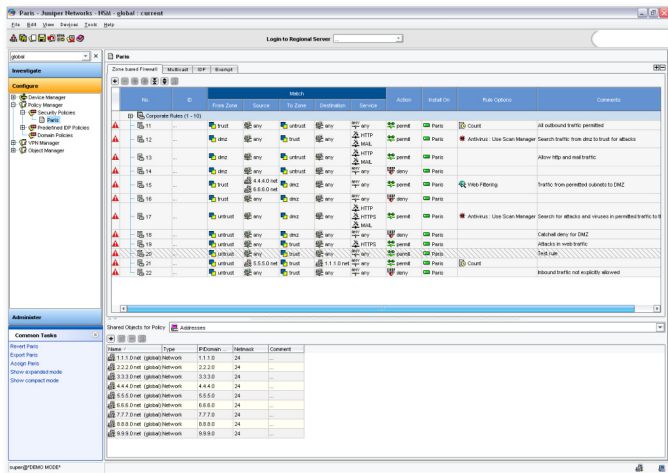 Paris - Juniper Networks - NSM - global : current
File Edit View Devices Tools Help
Login to Regional Server ...
global
Investigate
Configure
Device Manager
Policy Manager
Security Policies
Paris
Predefined IDP Policies
Domain Policies
VPN Manager
Object Manager
Administer
Common Tasks
Revert Paris
Export Paris
Assign Paris
Show expanded mode
Show compact mode
Paris
Zone based Firewall Multicast IDP Exempt
Match
No. ID From Zone Source To Zone Destination Service Action Install On Rule Options Comments
Corporate Rules (1 - 10)
11 ... trust any untrust any any permit Paris Count All outbound traffic permitted
12 ... dmz any trust any HTTP MAIL permit Paris Antivirus : Use Scan Manager Search traffic from dmz to trust for attacks
13 ... dmz any untrust any HTTP MAIL permit Paris Allow http and mail traffic
14 ... dmz any untrust any any deny Paris
15 ... trust 4.4.4.0 net 6.6.6.0 net dmz any any permit Paris Web Filtering Traffic from permitted subnets to DMZ
16 ... trust any dmz any any deny Paris
17 ... untrust any dmz any HTTP HTTPS MAIL permit Paris Antivirus : Use Scan Manager Search for attacks and viruses in permitted traffic to t
18 ... untrust any dmz any any deny Paris Catchall deny for DMZ
19 ... untrust any trust any HTTPS permit Paris Attacks in web traffic
20 ... untrust any trust any any permit Paris Test rule
21 ... untrust 5.5.5.0 net trust 1.1.1.0 net any permit Paris Count
22 ... untrust any trust any any deny Paris Inbound traffic not explicitly allowed
Shared Objects for Policy Addresses
Name Type IP/Domain ... Netmask Comment
1.1.1.0 net (global) Network 1.1.1.0 24 ...
2.2.2.0 net (global) Network 2.2.2.0 24 ...
3.3.3.0 net (global) Network 3.3.3.0 24 ...
4.4.4.0 net (global) Network 4.4.4.0 24 ...
5.5.5.0 net (global) Network 5.5.5.0 24 ...
6.6.6.0 net (global) Network 6.6.6.0 24 ...
7.7.7.0 net (global) Network 7.7.7.0 24 ...
8.8.8.0 net (global) Network 8.8.8.0 24 ...
9.9.9.0 net (global) Network 9.9.9.0 24 ...
super@*DEMO MODE*